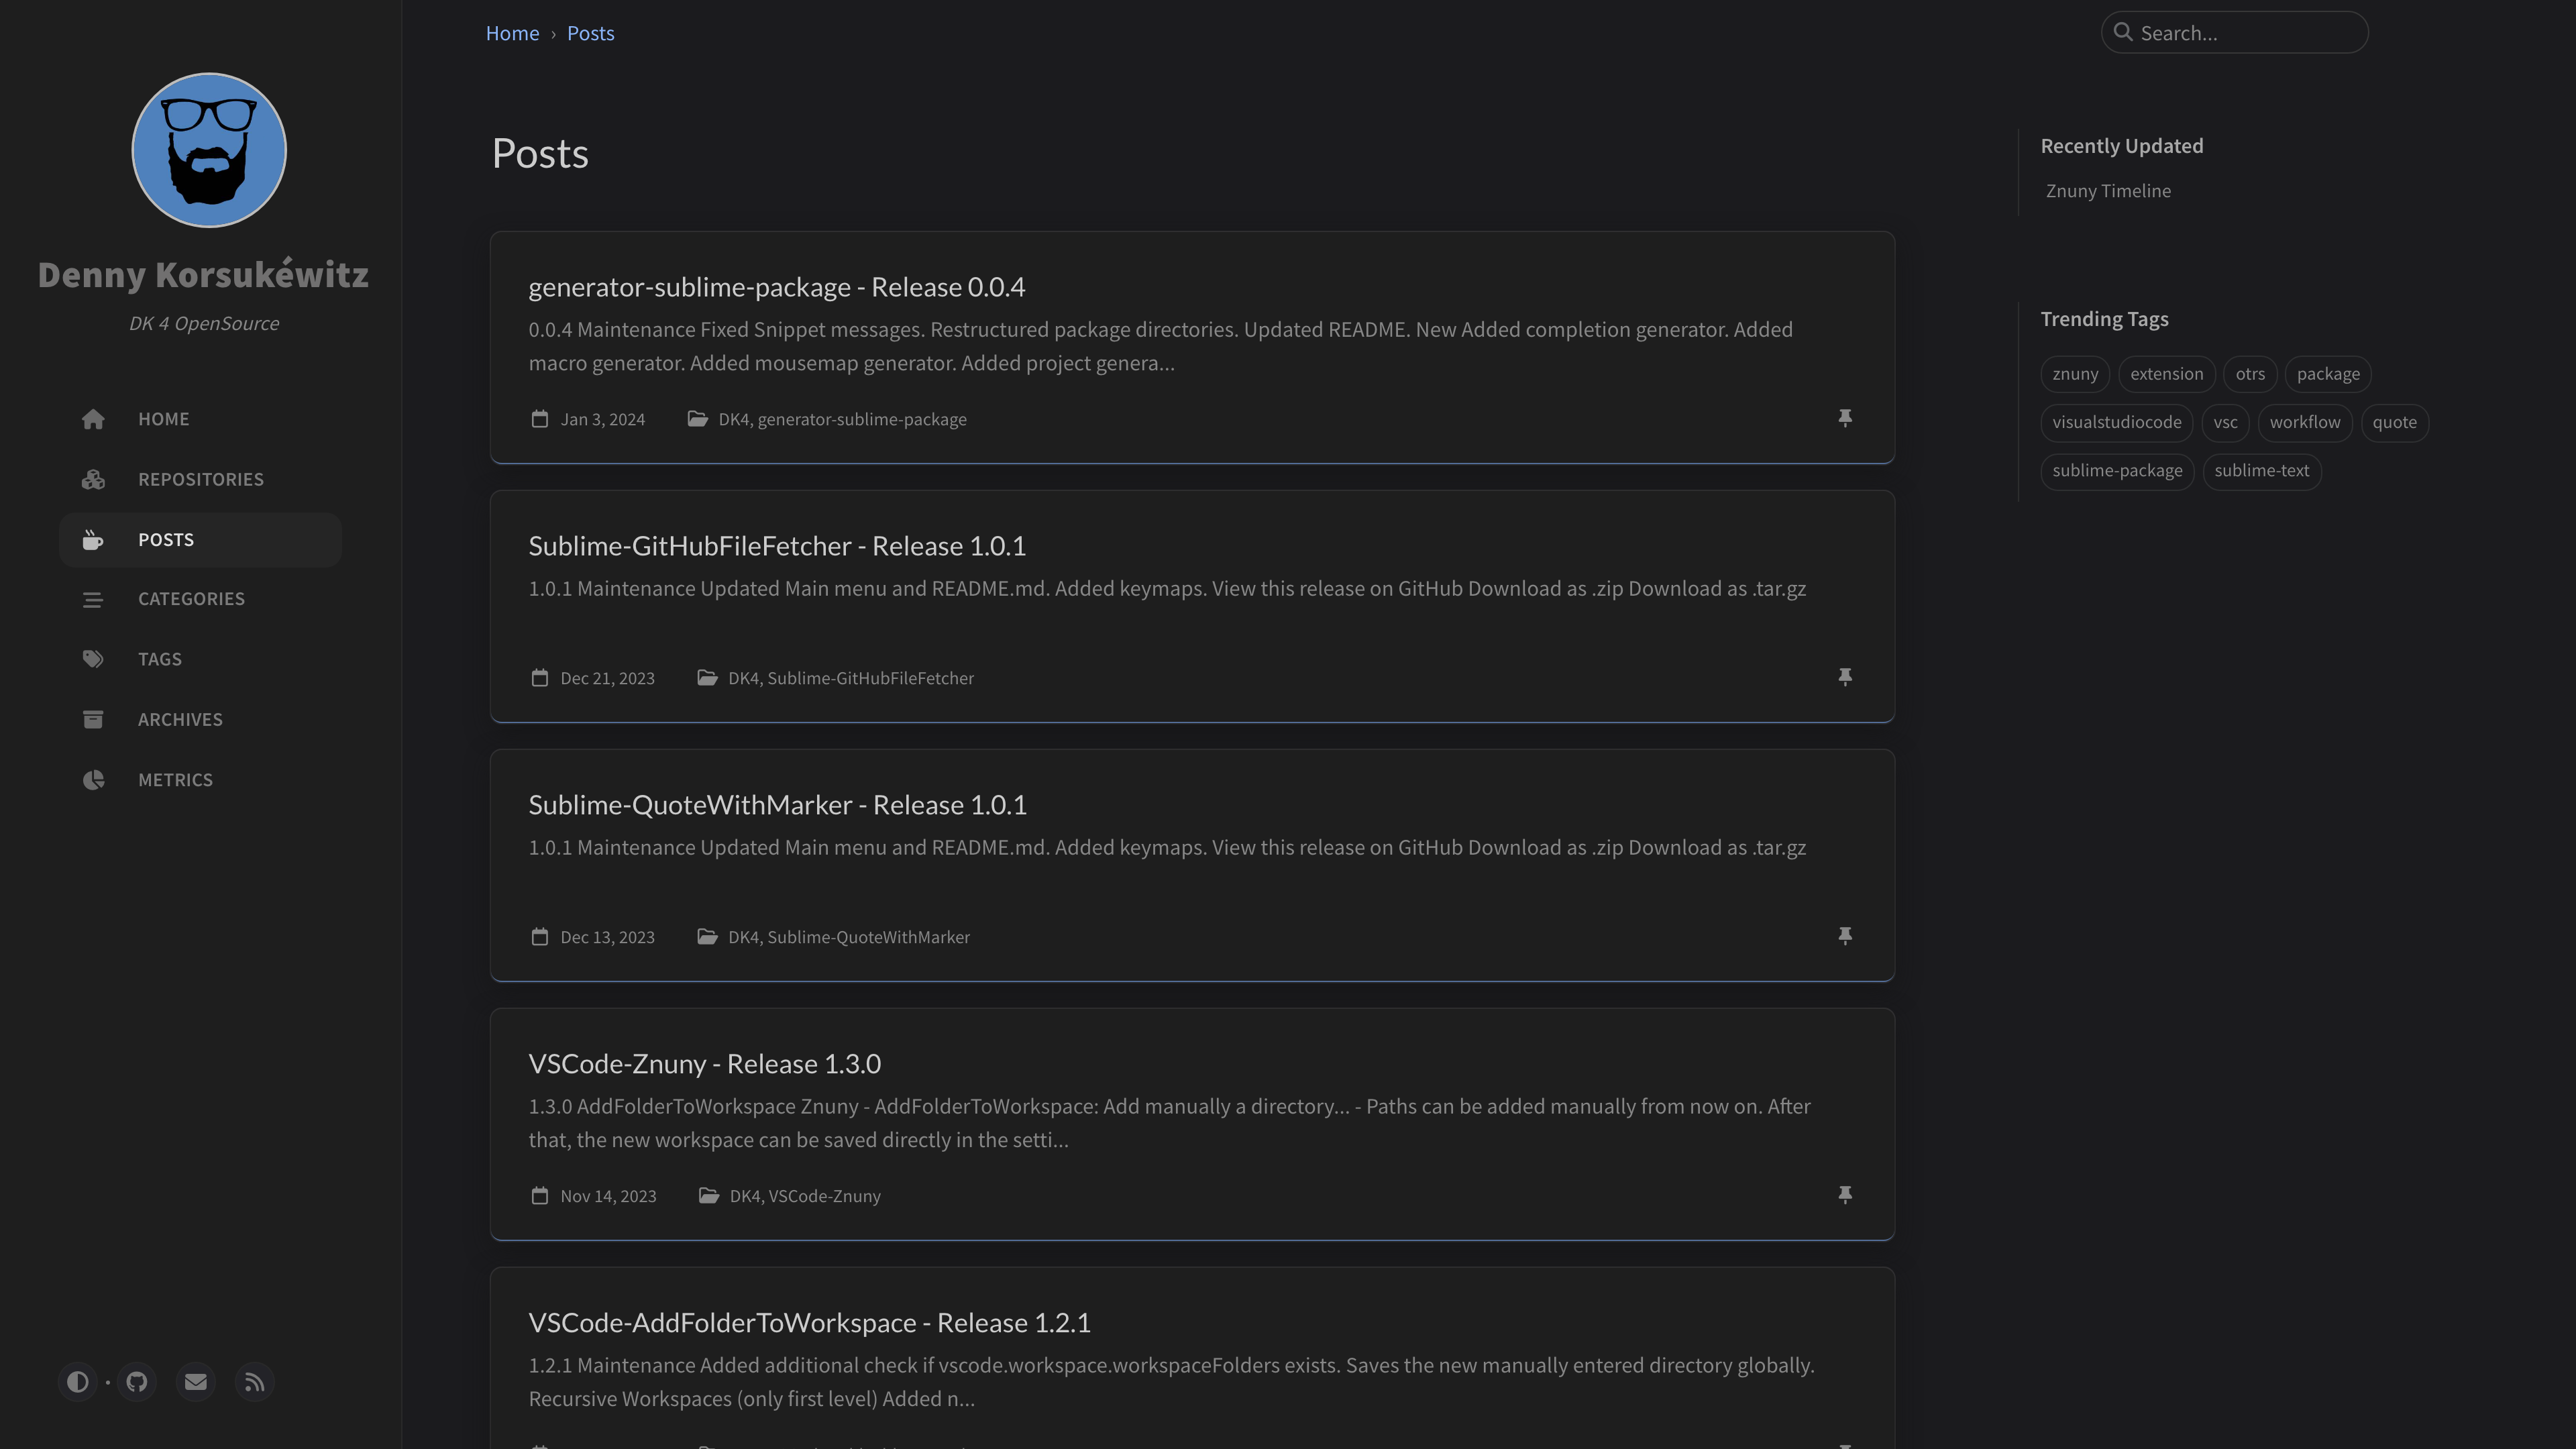 Home › Posts
Search...
Denny Korsukéwitz
DK 4 OpenSource
HOME
REPOSITORIES
POSTS
CATEGORIES
TAGS
ARCHIVES
METRICS
Posts
generator-sublime-package - Release 0.0.4
0.0.4 Maintenance Fixed Snippet messages. Restructured package directories. Updated README. New Added completion generator. Added
macro generator. Added mousemap generator. Added project genera...
Jan 3, 2024 DK4, generator-sublime-package
Sublime-GitHubFileFetcher - Release 1.0.1
1.0.1 Maintenance Updated Main menu and README.md. Added keymaps. View this release on GitHub Download as .zip Download as .tar.gz
Dec 21, 2023 DK4, Sublime-GitHubFileFetcher
Sublime-QuoteWithMarker - Release 1.0.1
1.0.1 Maintenance Updated Main menu and README.md. Added keymaps. View this release on GitHub Download as .zip Download as .tar.gz
Dec 13, 2023 DK4, Sublime-QuoteWithMarker
VSCode-Znuny - Release 1.3.0
1.3.0 AddFolderToWorkspace Znuny - AddFolderToWorkspace: Add manually a directory... - Paths can be added manually from now on. After
that, the new workspace can be saved directly in the setti...
Nov 14, 2023 DK4, VSCode-Znuny
VSCode-AddFolderToWorkspace - Release 1.2.1
1.2.1 Maintenance Added additional check if vscode.workspace.workspaceFolders exists. Saves the new manually entered directory globally.
Recursive Workspaces (only first level) Added n...
Recently Updated
Znuny Timeline
Trending Tags
znuny extension otrs package
visualstudiocode vsc workflow quote
sublime-package sublime-text